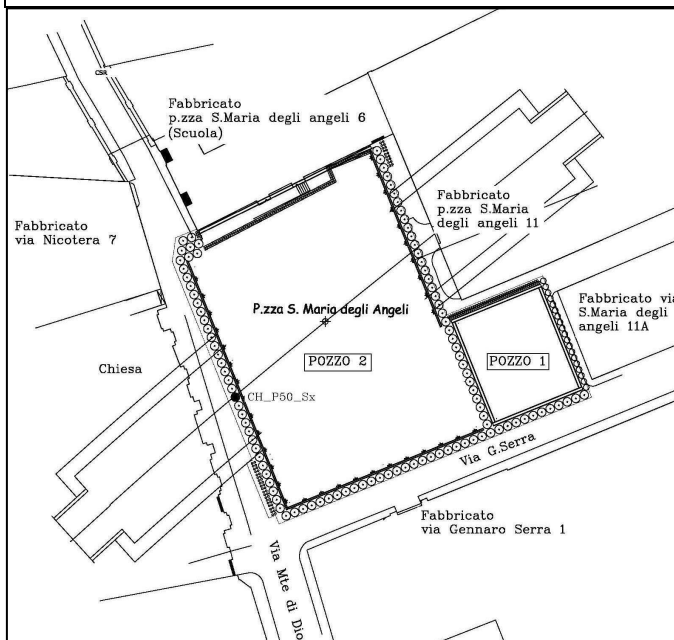 CSR
Fabbricato
p.zza S.Maria degli angeli 6
(Scuola)
Fabbricato
via Nicotera 7
Fabbricato
p.zza S.Maria
degli angeli 11
P.zza S. Maria degli Angeli
Fabbricato via
S.Maria degli
angeli 11A
POZZO 2
POZZO 1
Chiesa
CH_P50_Sx
Via G.Serra
Fabbricato
via Gennaro Serra 1
Via Mte di Dio